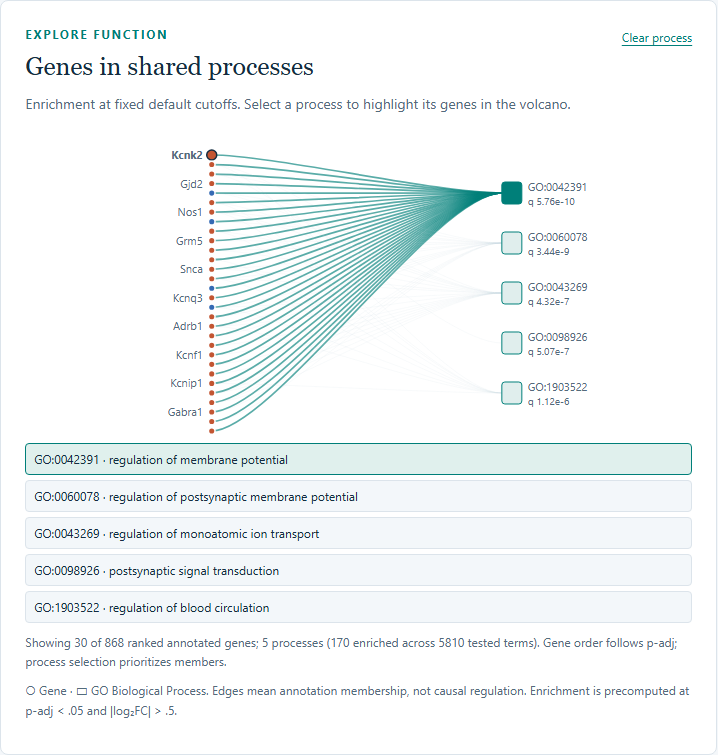 EXPLORE FUNCTION
Clear process
Genes in shared processes
Enrichment at fixed default cutoffs. Select a process to highlight its genes in the volcano.
Kcnk2
Gjd2
Nos1
Grm5
Snca
Kcnq3
Adrb1
Kcnf1
Kcnip1
Gabra1
GO:0042391
q 5.76e-10
GO:0060078
q 3.44e-9
GO:0043269
q 4.32e-7
GO:0098926
q 5.07e-7
GO:1903522
q 1.12e-6
GO:0042391 · regulation of membrane potential
GO:0060078 · regulation of postsynaptic membrane potential
GO:0043269 · regulation of monoatomic ion transport
GO:0098926 · postsynaptic signal transduction
GO:1903522 · regulation of blood circulation
Showing 30 of 868 ranked annotated genes; 5 processes (170 enriched across 5810 tested terms). Gene order follows p-adj;
process selection prioritizes members.
○ Gene · ▭ GO Biological Process. Edges mean annotation membership, not causal regulation. Enrichment is precomputed at
p-adj < .05 and |log₂FC| > .5.